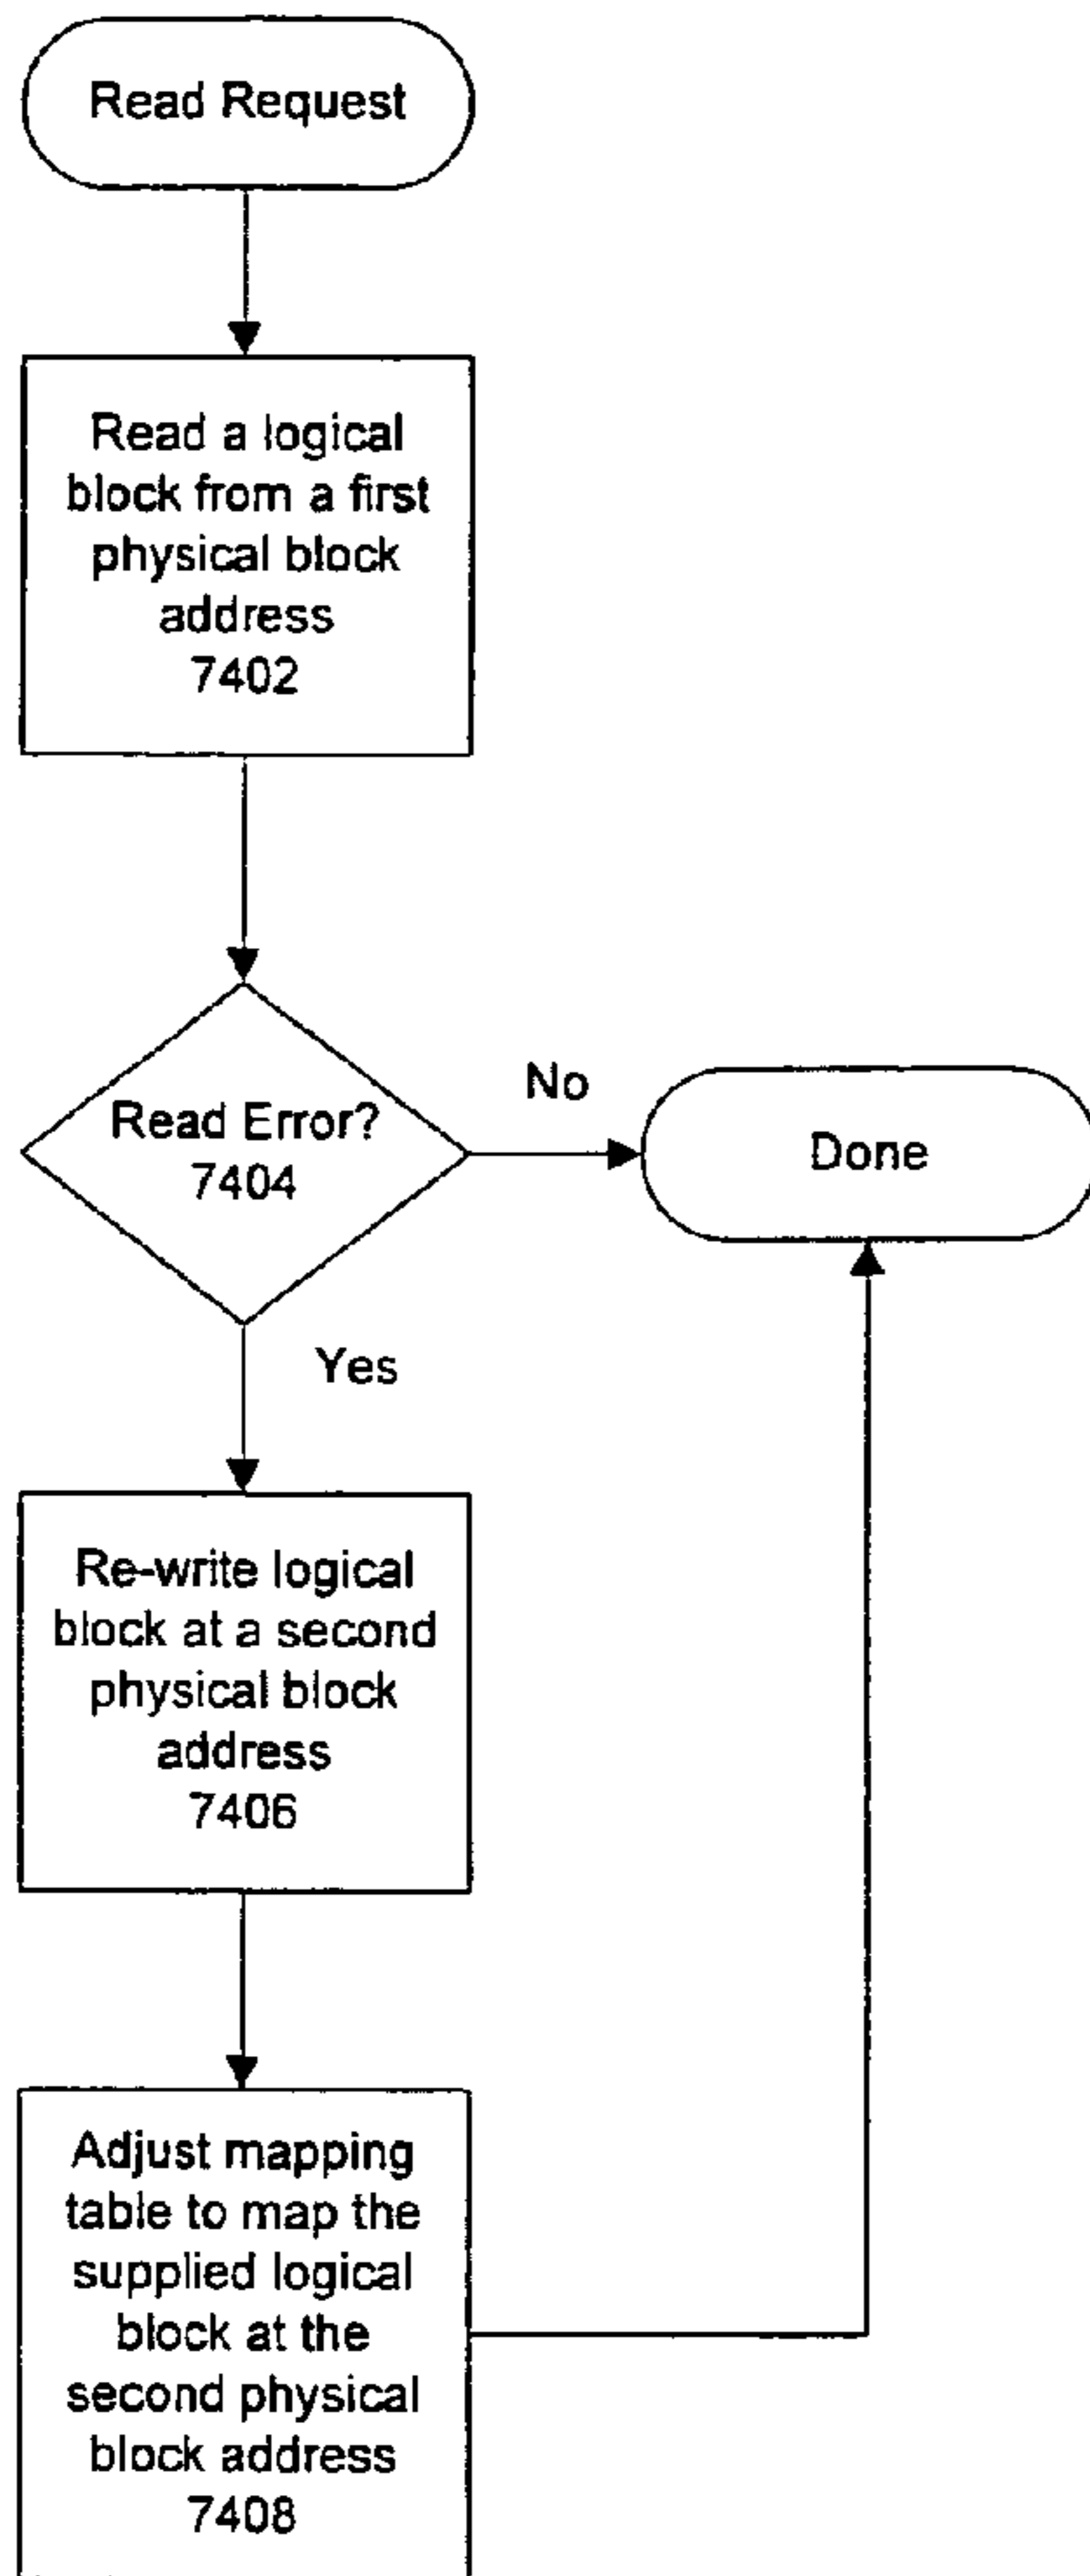 Read Request
Read a logical
block from a first
physical block
address
7402
Read Error?
7404
No
Done
Yes
Re-write logical
block at a second
physical block
address
7406
Adjust mapping
table to map the
supplied logical
block at the
second physical
block address
7408